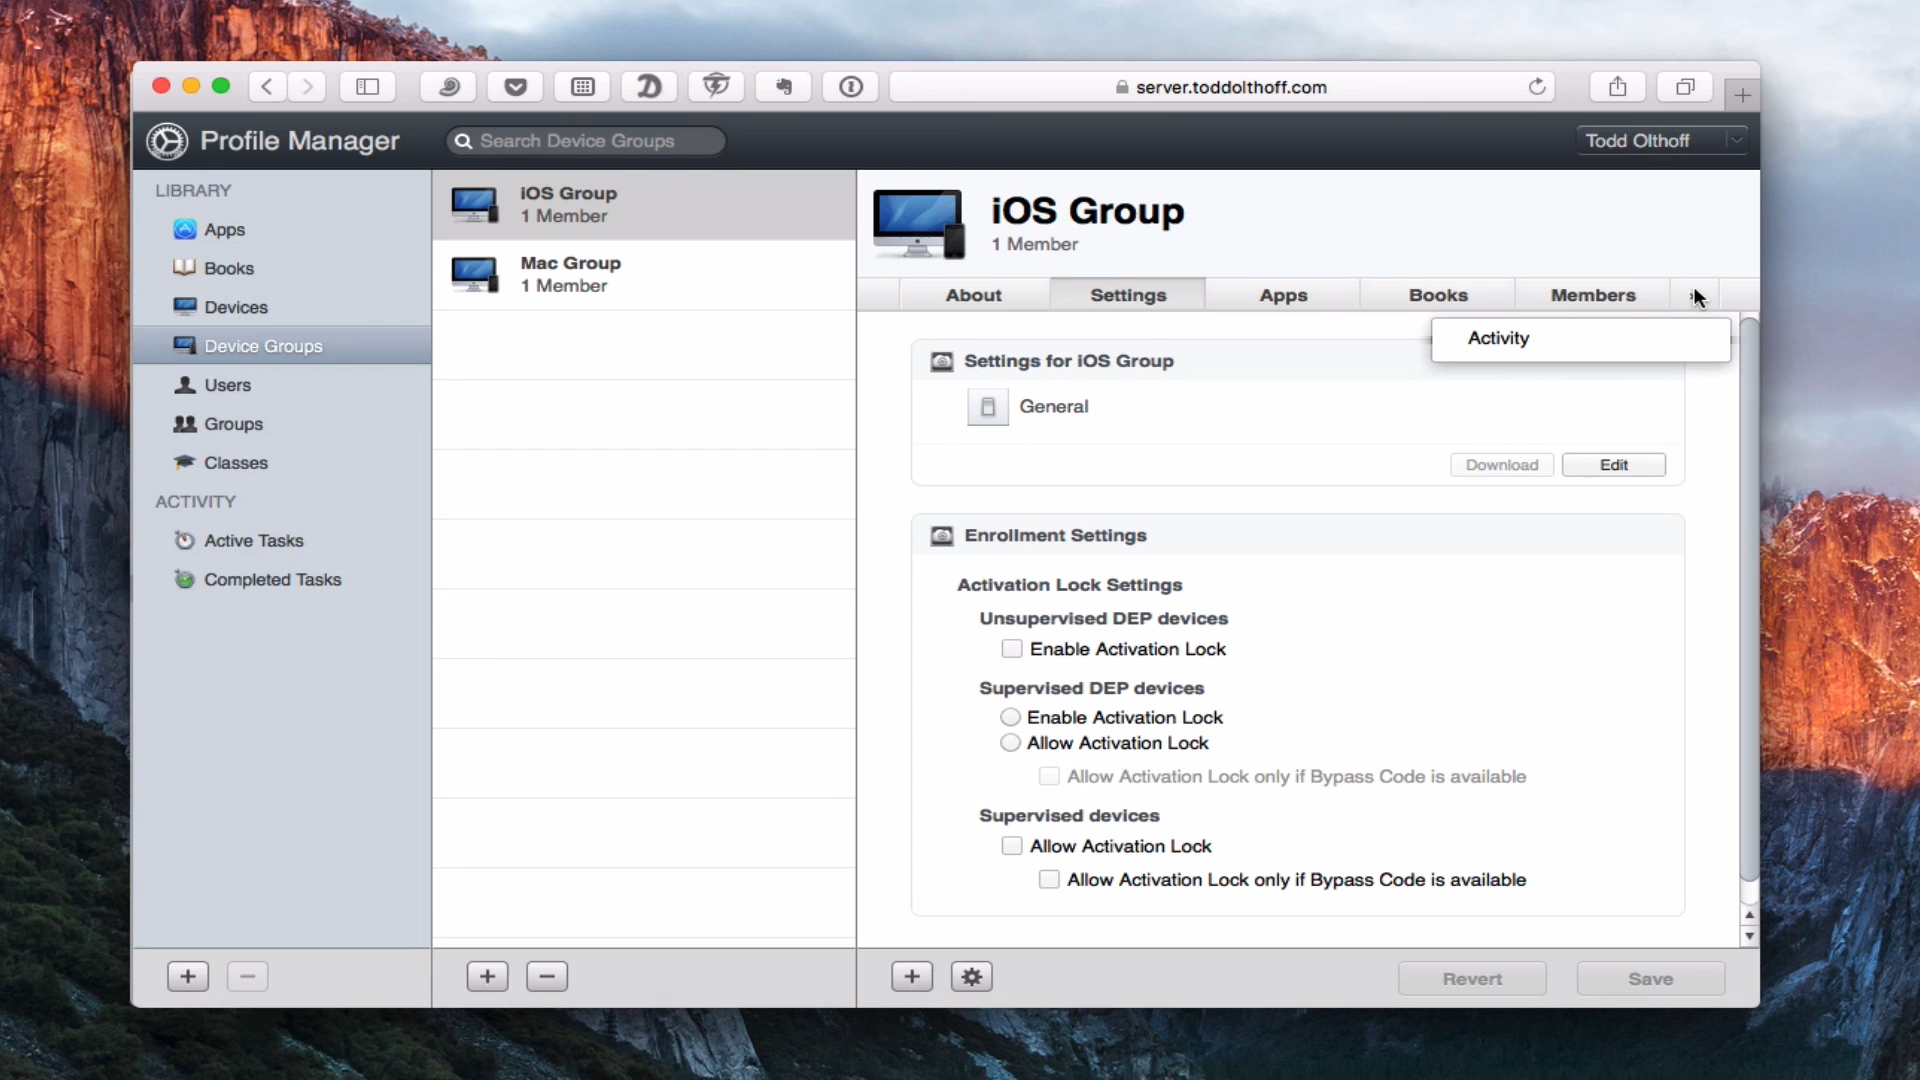 server.toddolthoff.com
Profile Manager
Search Device Groups
Todd Olthoff
LIBRARY
Apps
Books
Devices
Device Groups
Users
Groups
Classes
ACTIVITY
Active Tasks
Completed Tasks
iOS Group
1 Member
Mac Group
1 Member
iOS Group
1 Member
About
Settings
Apps
Books
Members
Activity
Settings for iOS Group
General
Download
Edit
Enrollment Settings
Activation Lock Settings
Unsupervised DEP devices
Enable Activation Lock
Supervised DEP devices
Enable Activation Lock
Allow Activation Lock
Allow Activation Lock only if Bypass Code is available
Supervised devices
Allow Activation Lock
Allow Activation Lock only if Bypass Code is available
Revert
Save